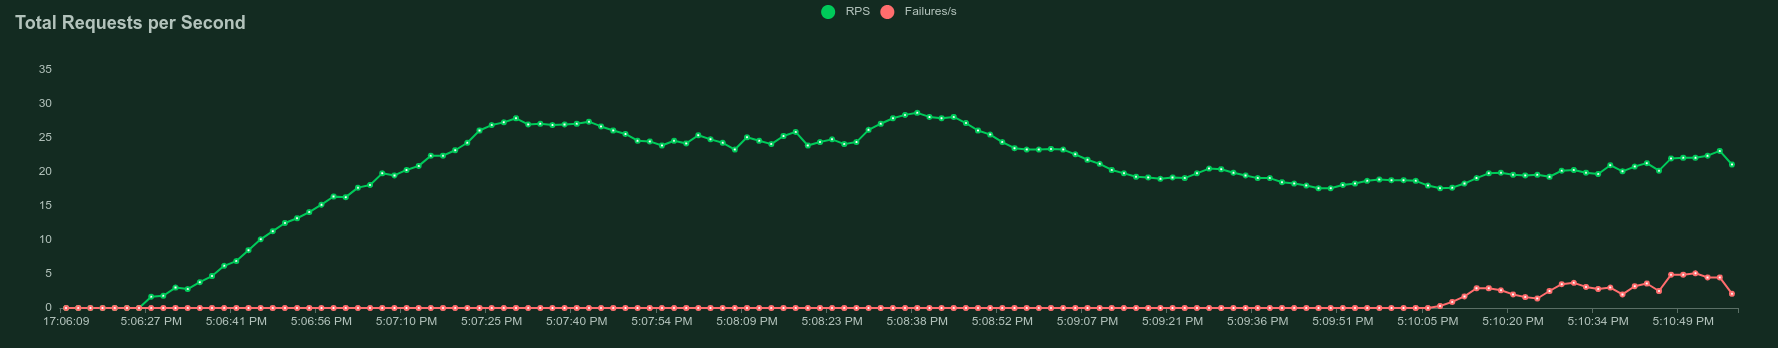 Total Requests per Second
RPS
Failures/s
35
30
25
20
15
10
5
0
17:06:09
5:06:27 PM
5:06:41 PM
5:06:56 PM
5:07:10 PM
5:07:25 PM
5:07:40 PM
5:07:54 PM
5:08:09 PM
5:08:23 PM
5:08:38 PM
5:08:52 PM
5:09:07 PM
5:09:21 PM
5:09:36 PM
5:09:51 PM
5:10:05 PM
5:10:20 PM
5:10:34 PM
5:10:49 PM